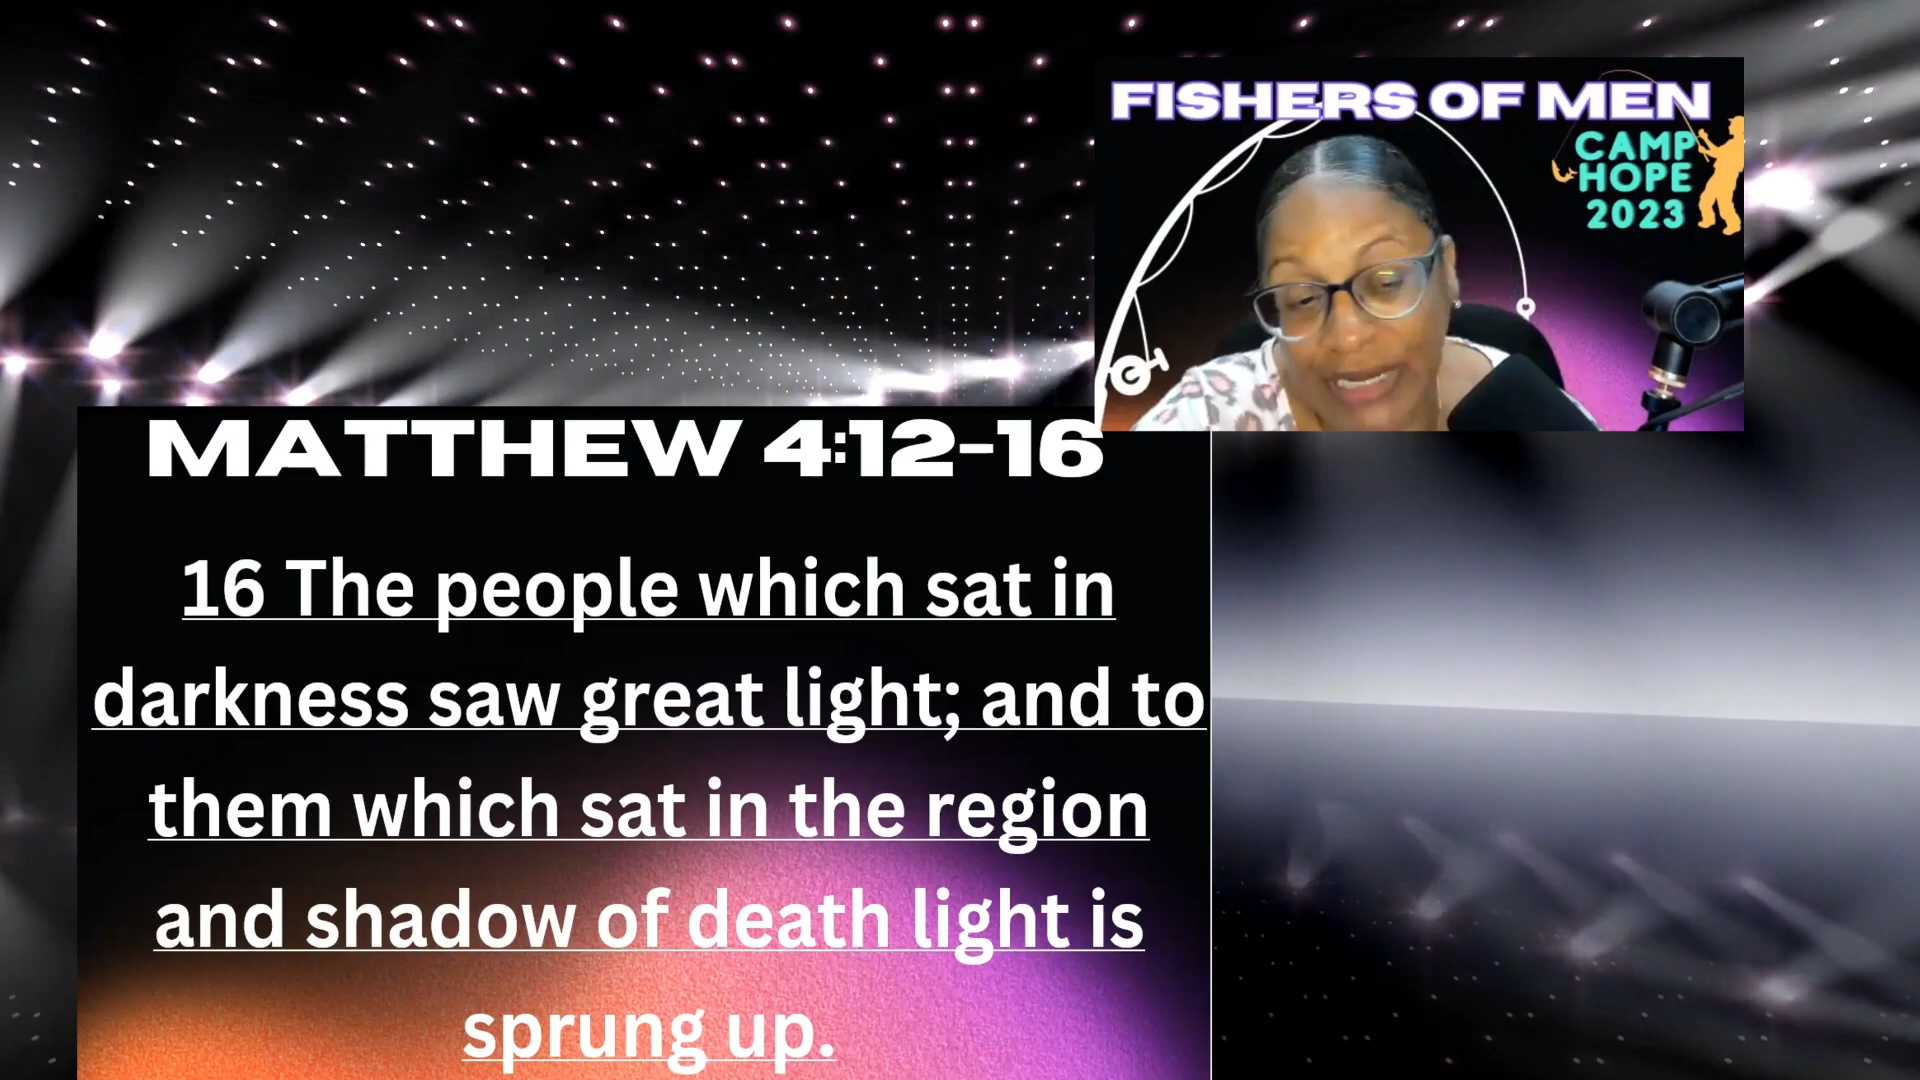 FISHERS OF MEN
CAMP
HOPE
2023
MATTHEW 4:12-16
16 The people which sat in
darkness saw great light; and to
them which sat in the region
and shadow of death light is
sprung up.